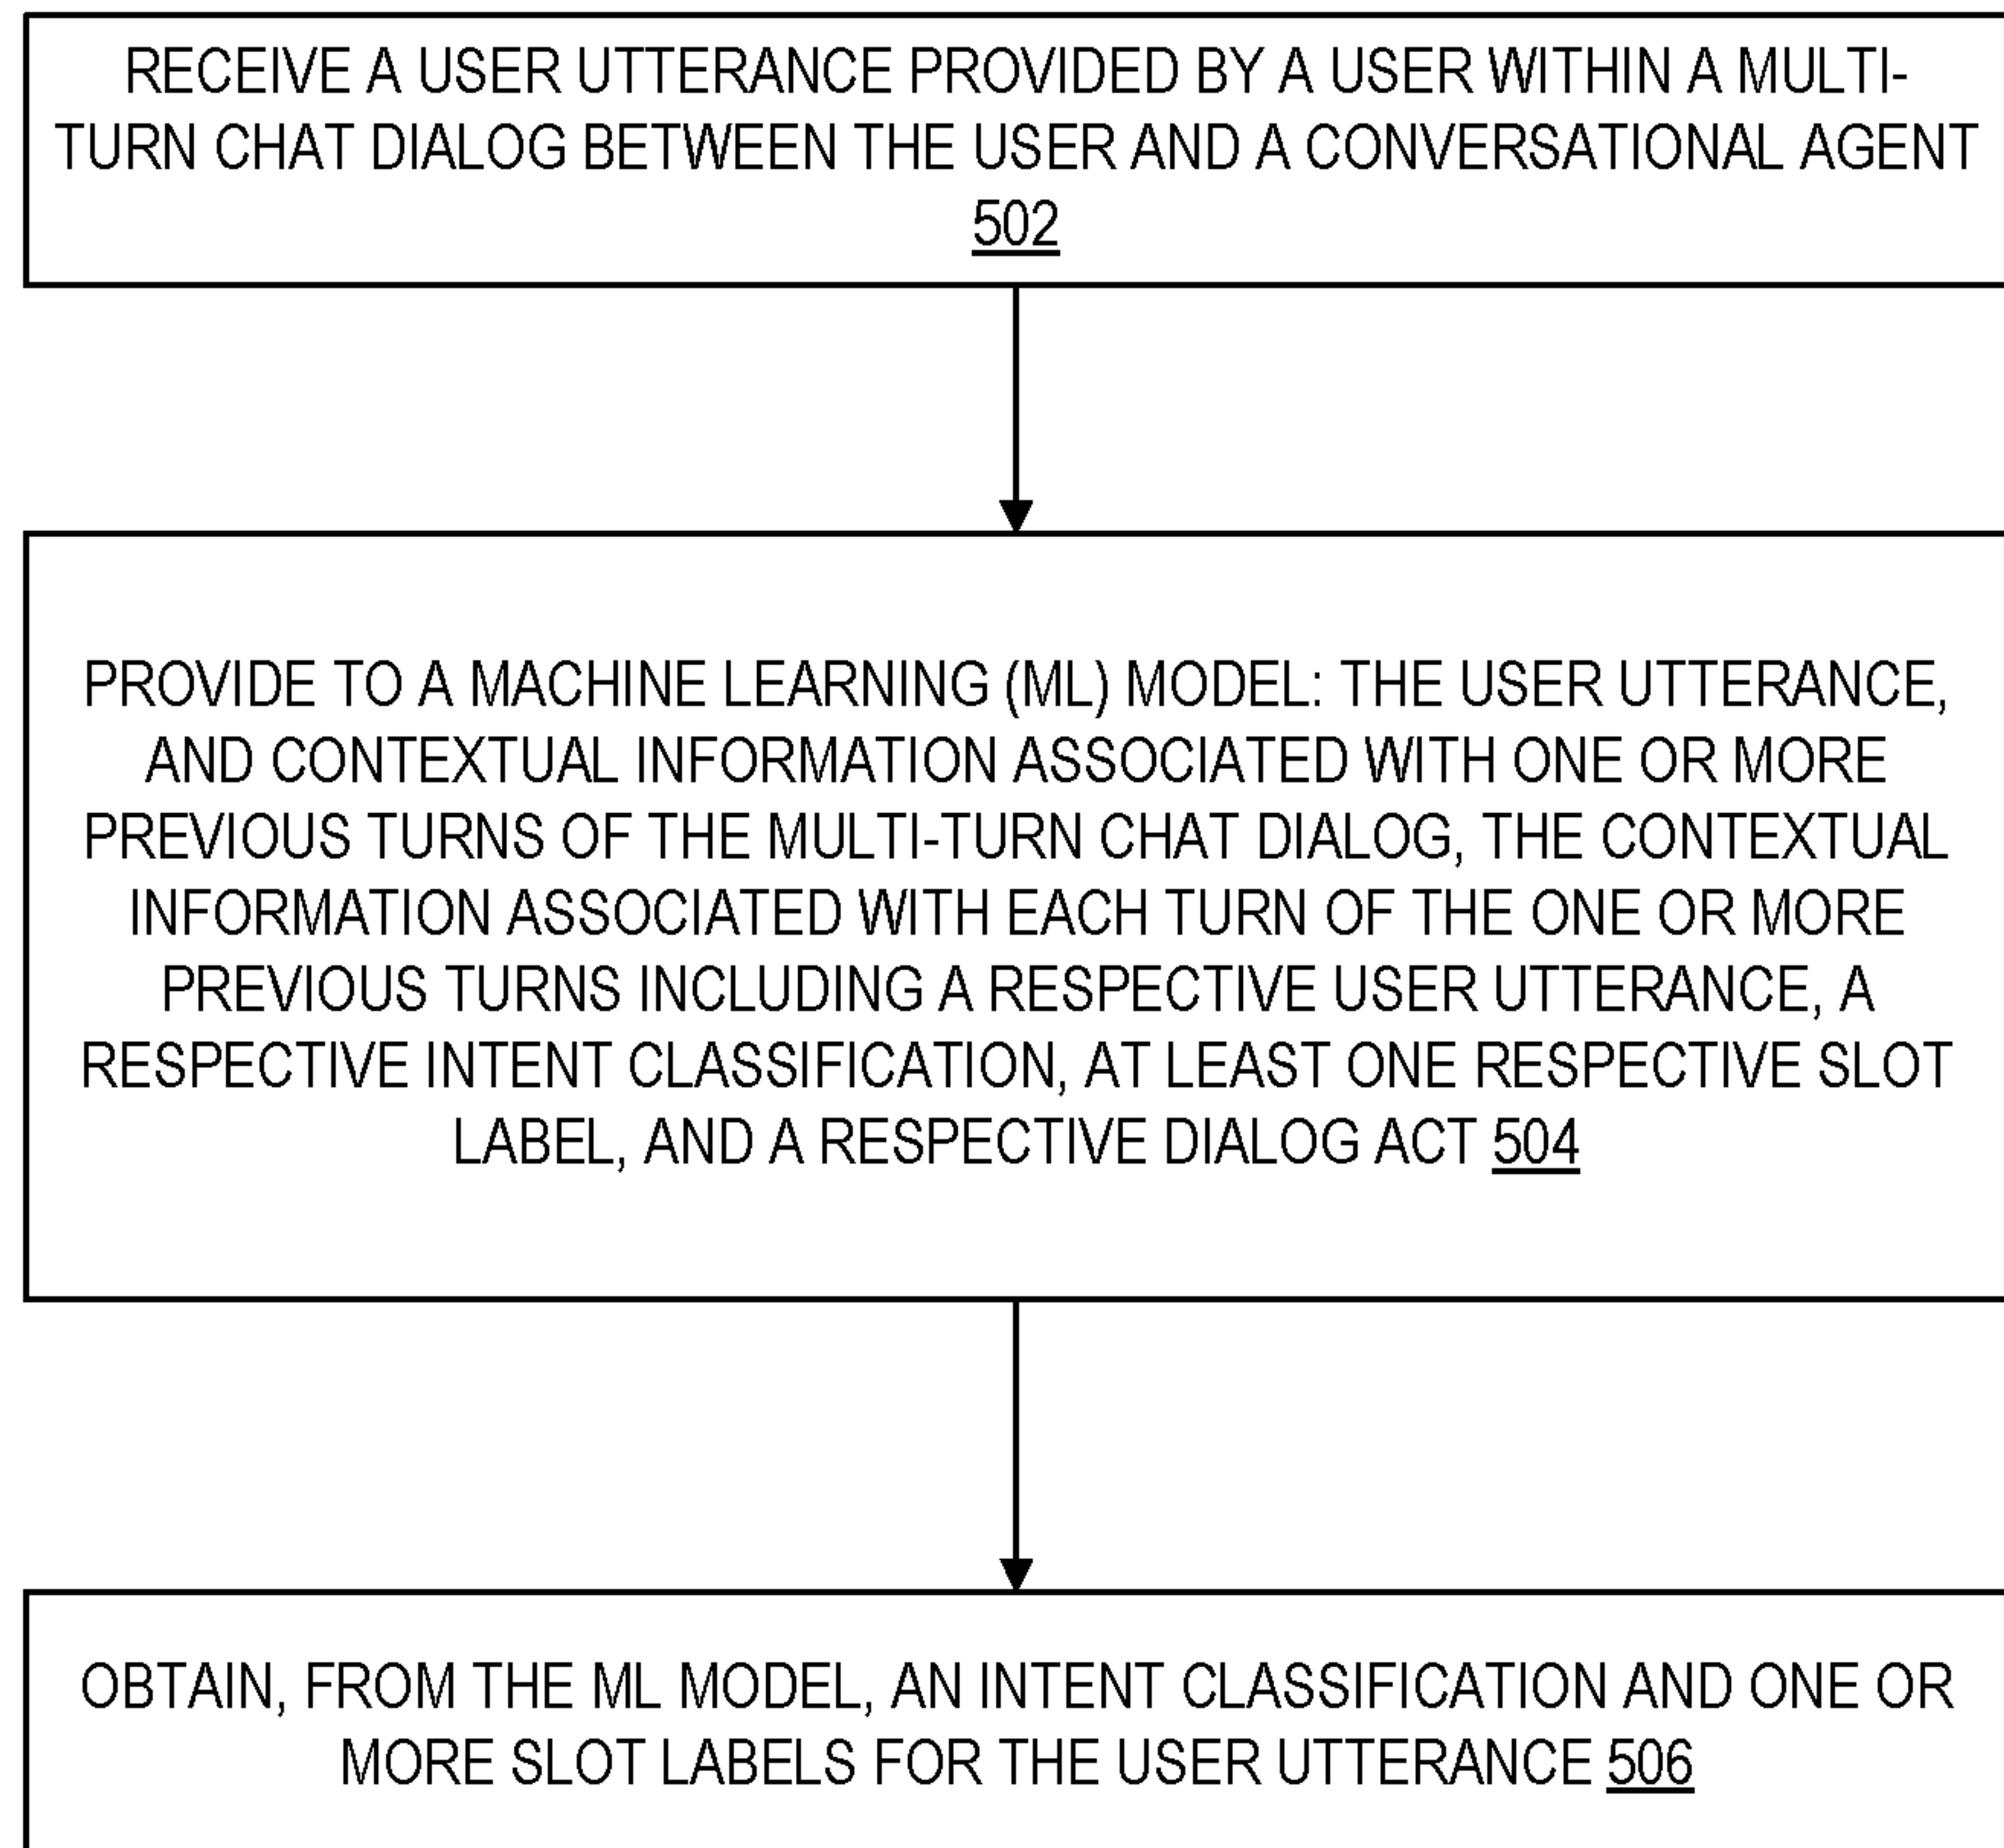 RECEIVE A USER UTTERANCE PROVIDED BY A USER WITHIN A MULTI-
TURN CHAT DIALOG BETWEEN THE USER AND A CONVERSATIONAL AGENT
502
PROVIDE TO A MACHINE LEARNING (ML) MODEL: THE USER UTTERANCE,
AND CONTEXTUAL INFORMATION ASSOCIATED WITH ONE OR MORE
PREVIOUS TURNS OF THE MULTI-TURN CHAT DIALOG, THE CONTEXTUAL
INFORMATION ASSOCIATED WITH EACH TURN OF THE ONE OR MORE
PREVIOUS TURNS INCLUDING A RESPECTIVE USER UTTERANCE, A
RESPECTIVE INTENT CLASSIFICATION, AT LEAST ONE RESPECTIVE SLOT
LABEL, AND A RESPECTIVE DIALOG ACT 504
OBTAIN, FROM THE ML MODEL, AN INTENT CLASSIFICATION AND ONE OR
MORE SLOT LABELS FOR THE USER UTTERANCE 506